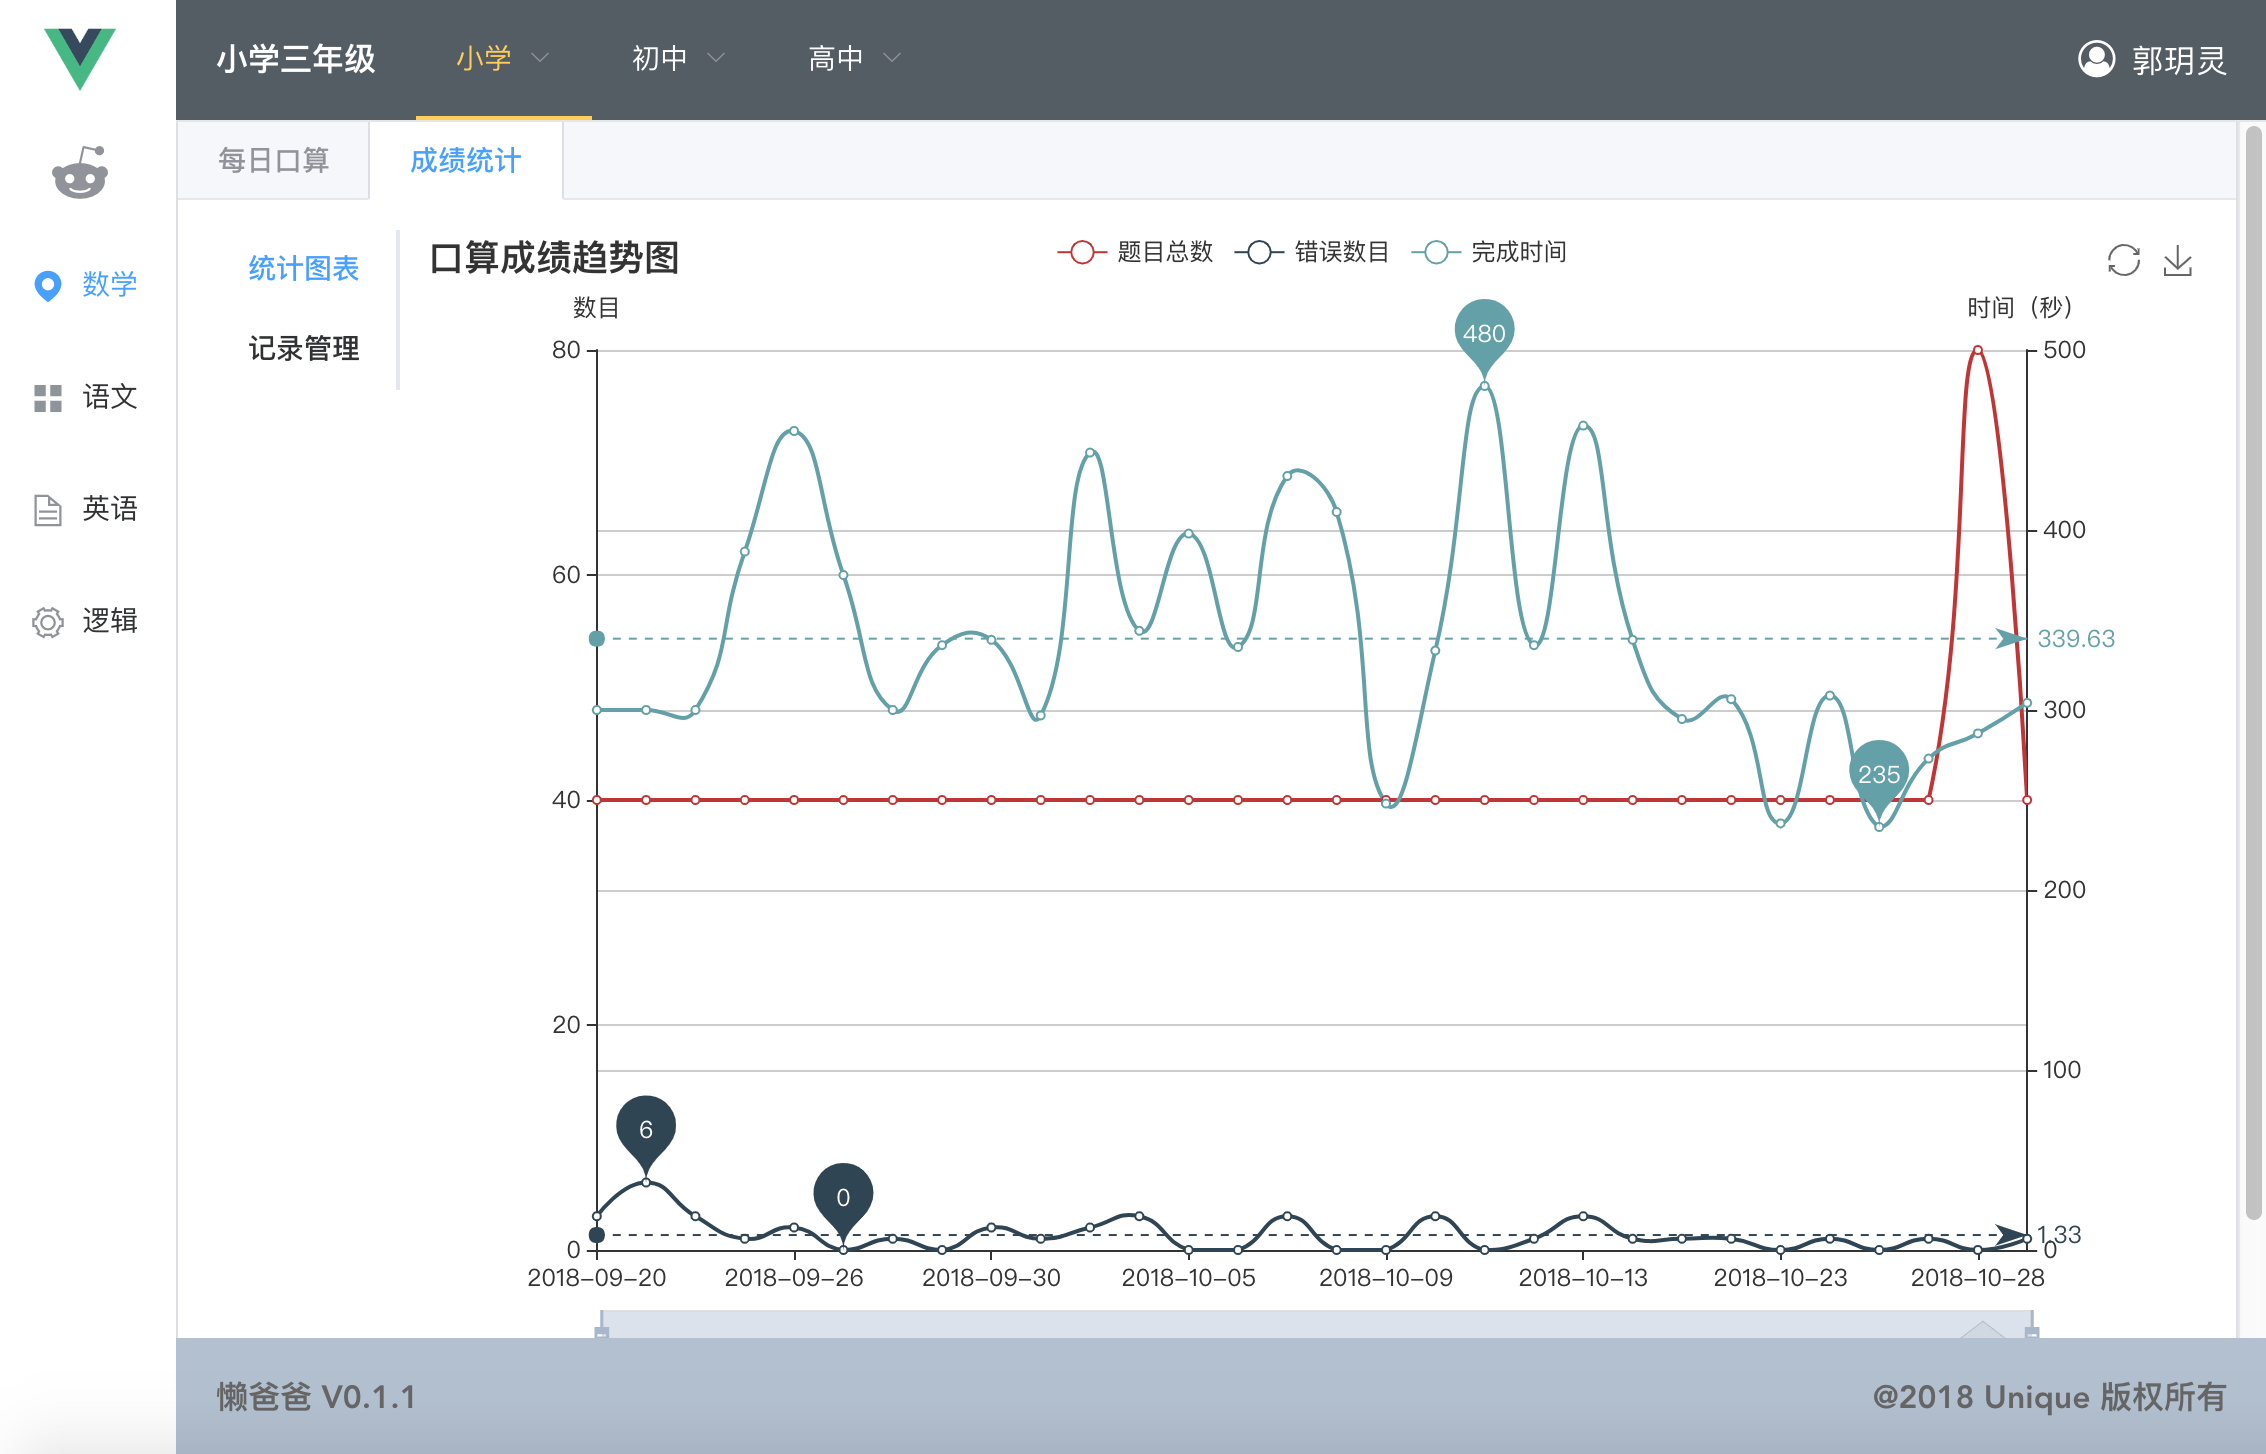 小学三年级 小学 初中 高中 郭玥灵
每日口算 成绩统计
数学
语文
英语
逻辑
统计图表
记录管理
口算成绩趋势图
题目总数 错误数目 完成时间
数目
时间（秒）
80
60
40
20
0
500
400
300
200
100
0
480
339.63
235
6
0
1.33
2018-09-20 2018-09-26 2018-09-30 2018-10-05 2018-10-09 2018-10-13 2018-10-23 2018-10-28
懒爸爸 V0.1.1
@2018 Unique 版权所有